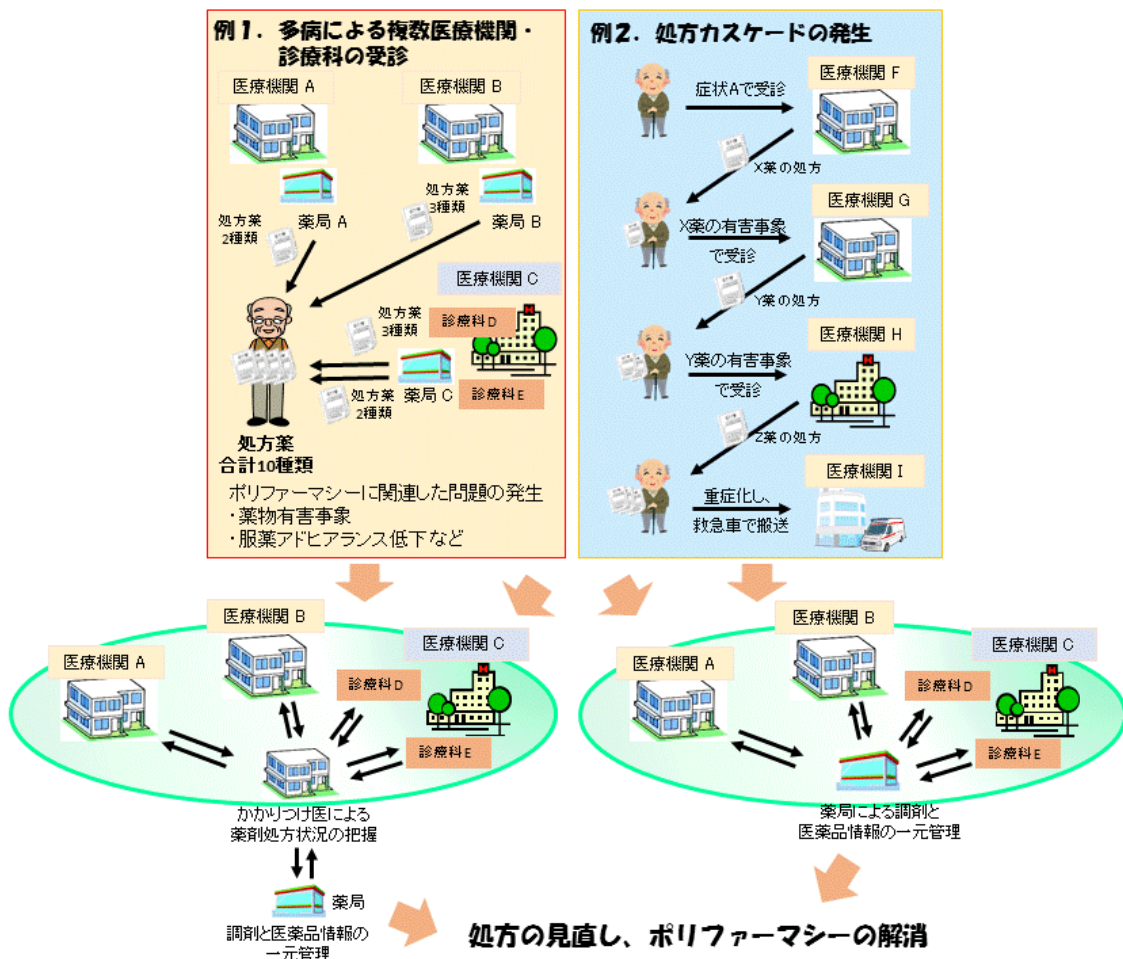 例1．多病による複数医療機関・
診療科の受診
医療機関 A
医療機関 B
処方薬
2種類
薬局 A
処方薬
3種類
薬局 B
医療機関 C
処方薬
3種類
診療科D
薬局 C
診療科E
処方薬
2種類
処方薬
合計10種類
ポリファーマシーに関連した問題の発生
・薬物有害事象
・服薬アドヒアランス低下など
例2．処方カスケードの発生
医療機関 F
症状Aで受診
X薬の処方
医療機関 G
X薬の有害事象
で受診
Y薬の処方
医療機関 H
Y薬の有害事象
で受診
Z薬の処方
医療機関 I
重症化し、
救急車で搬送
医療機関 B
医療機関 A
医療機関 C
診療科D
診療科E
かかりつけ医による
薬剤処方状況の把握
薬局
調剤と医薬品情報の
一元管理
医療機関 B
医療機関 A
医療機関 C
診療科D
診療科E
薬局による調剤と
医薬品情報の一元管理
処方の見直し、ポリファーマシーの解消